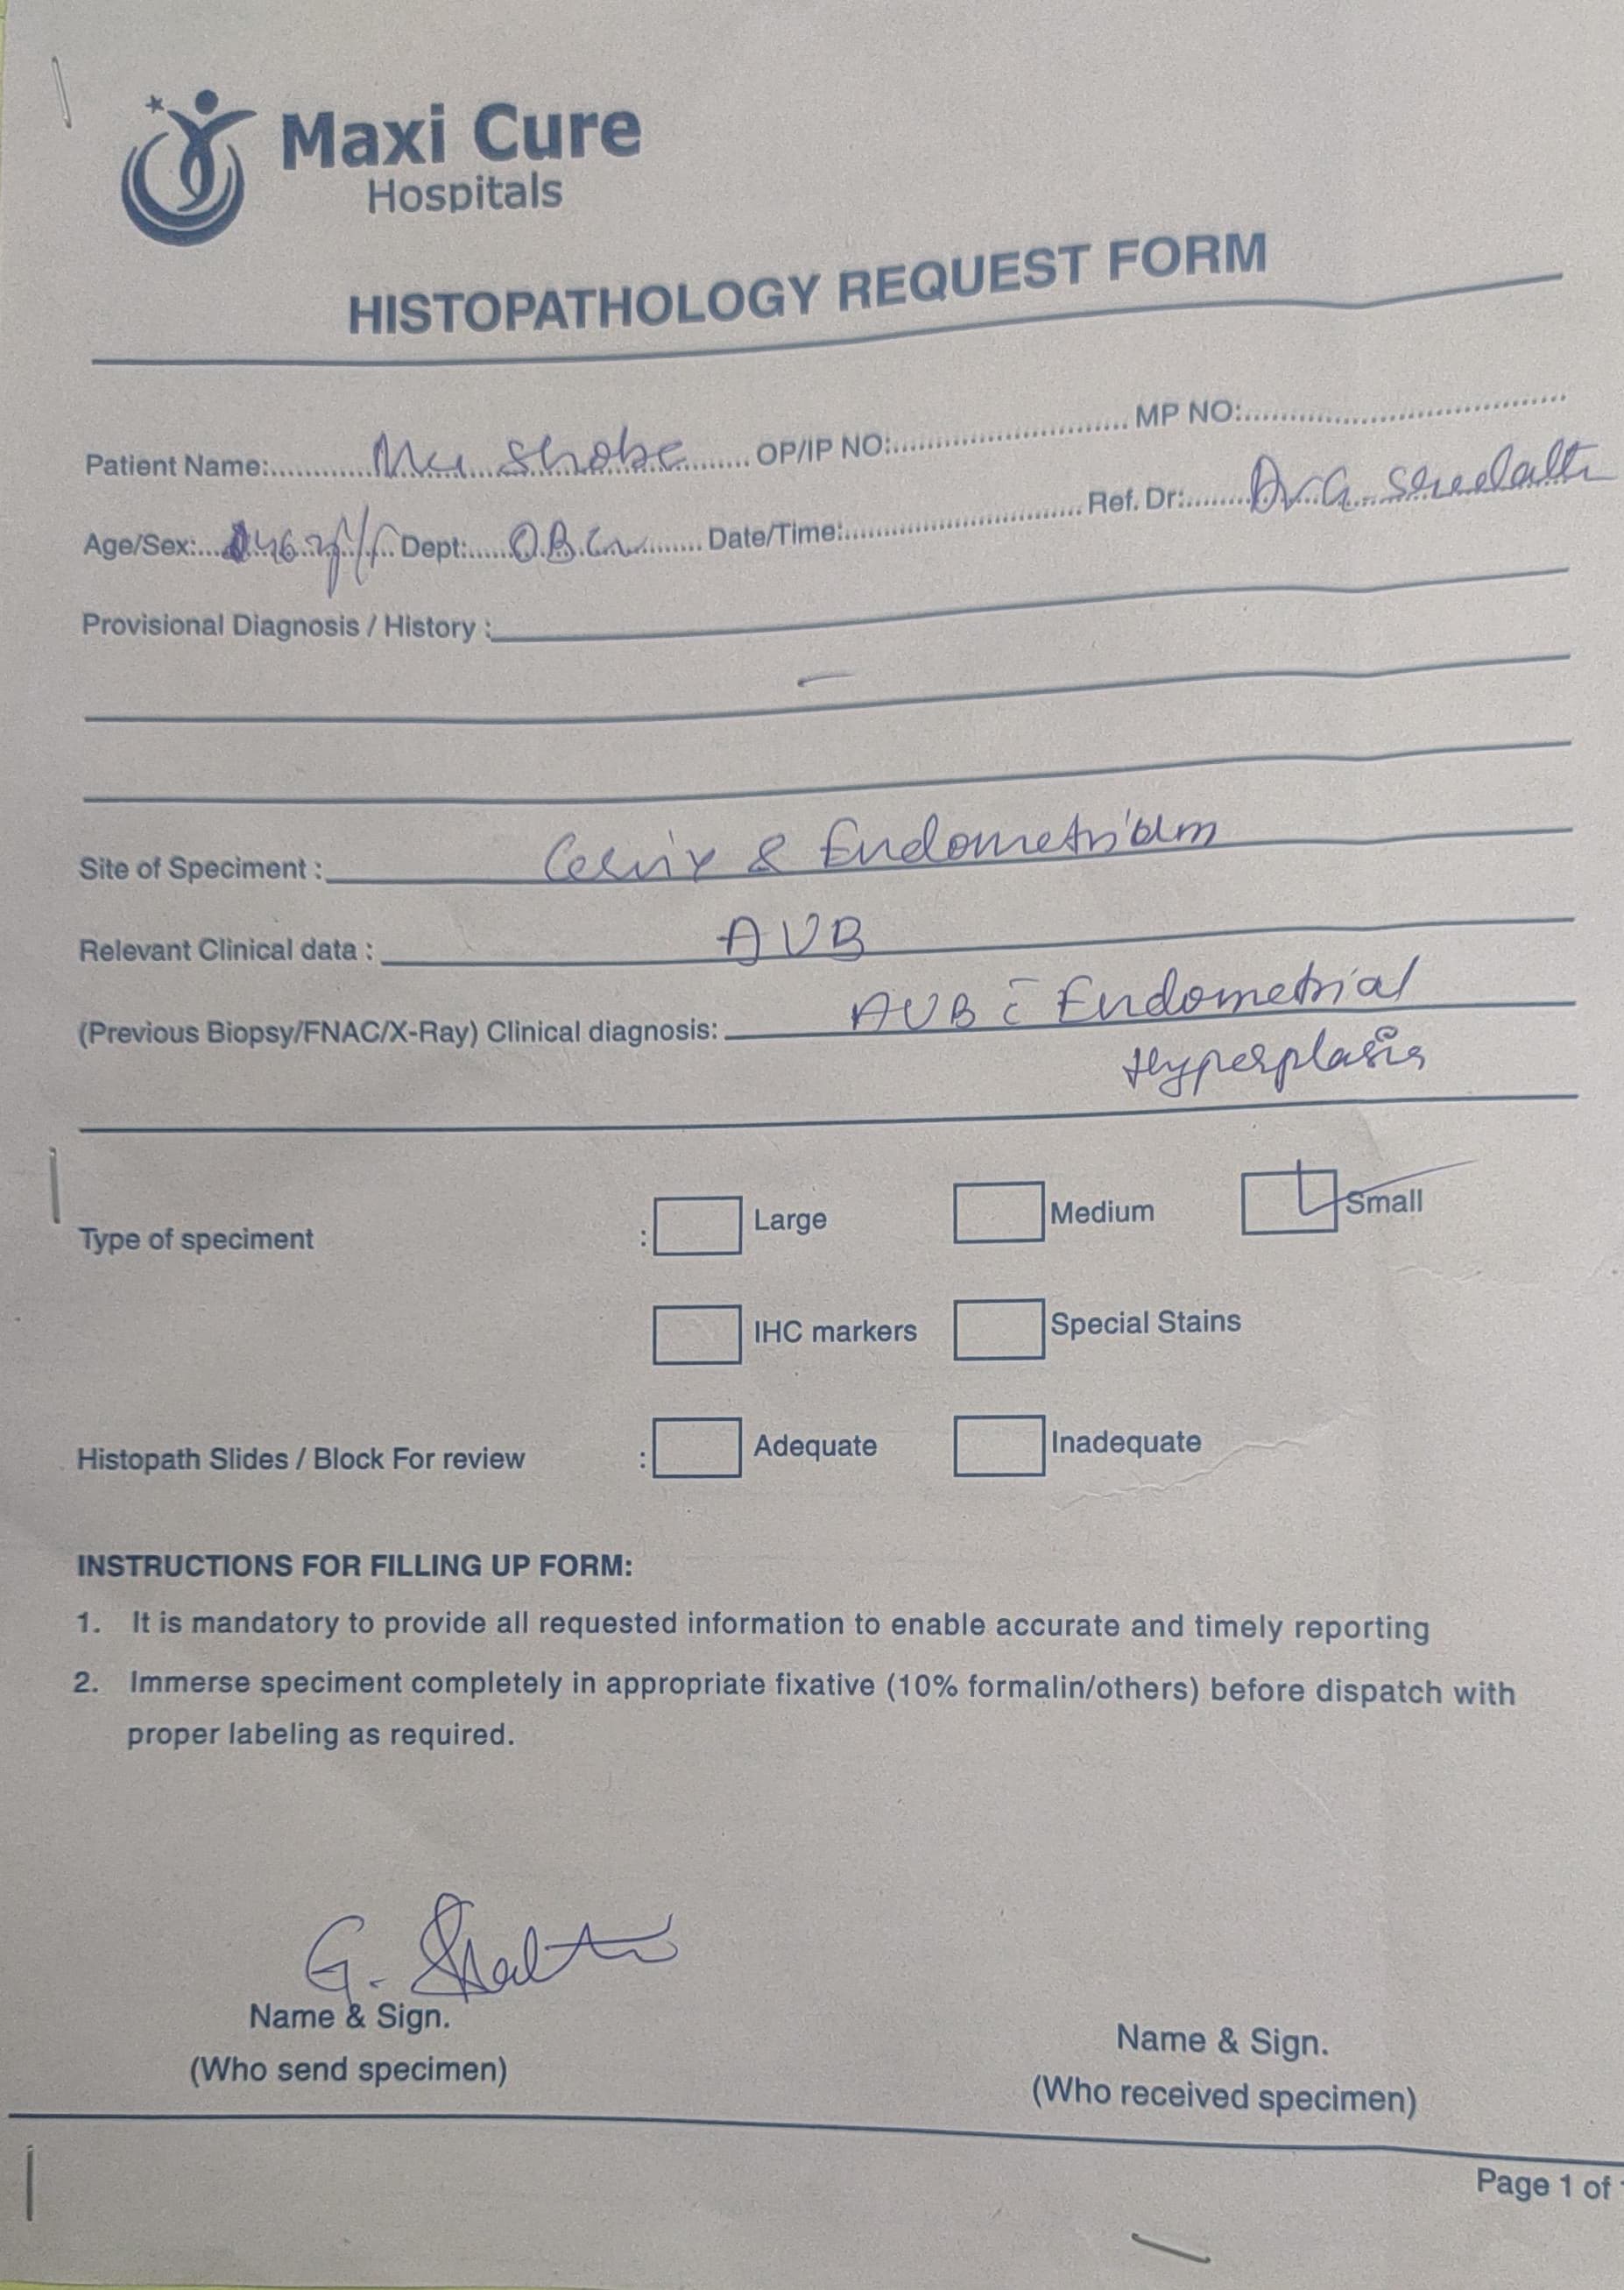 Maxi Cure
Hospitals
HISTOPATHOLOGY REQUEST FORM
Patient Name: Shobe OP/IP NO: MP NO:
Age/Sex: 46 y/f Dept: Date/Time: Ref. Dr: Dr. G.
Provisional Diagnosis / History :
Site of Speciment : Cervix & Endometrium
Relevant Clinical data : AUB
(Previous Biopsy/FNAC/X-Ray) Clinical diagnosis: AUB c̄ Endometrial
Hyperplasia
Type of speciment : Large Medium Small
IHC markers Special Stains
Histopath Slides / Block For review : Adequate Inadequate
INSTRUCTIONS FOR FILLING UP FORM:
1. It is mandatory to provide all requested information to enable accurate and timely reporting
2. Immerse speciment completely in appropriate fixative (10% formalin/others) before dispatch with
proper labeling as required.
G.
Name & Sign.
(Who send specimen)
Name & Sign.
(Who received specimen)
Page 1 of